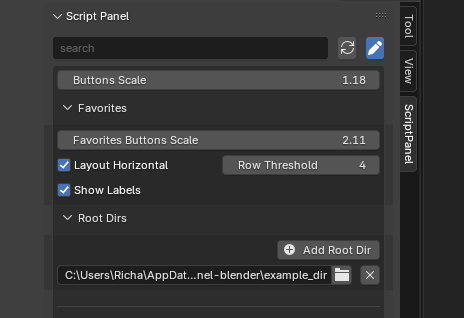 Script Panel
search
Buttons Scale 1.18
Favorites
Favorites Buttons Scale 2.11
Layout Horizontal Row Threshold 4
Show Labels
Root Dirs
Add Root Dir
C:\Users\Richa\AppDat...nel-blender\example_dir
Tool
View
ScriptPanel